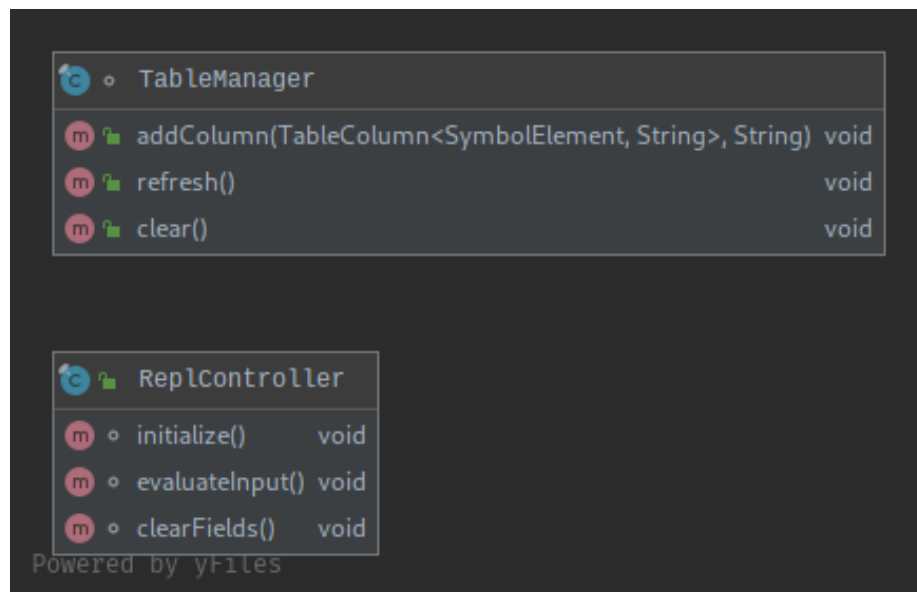 TableManager
addColumn(TableColumn<SymbolElement, String>, String) void
refresh() void
clear() void
ReplController
initialize() void
evaluateInput() void
clearFields() void
Powered by yFiles